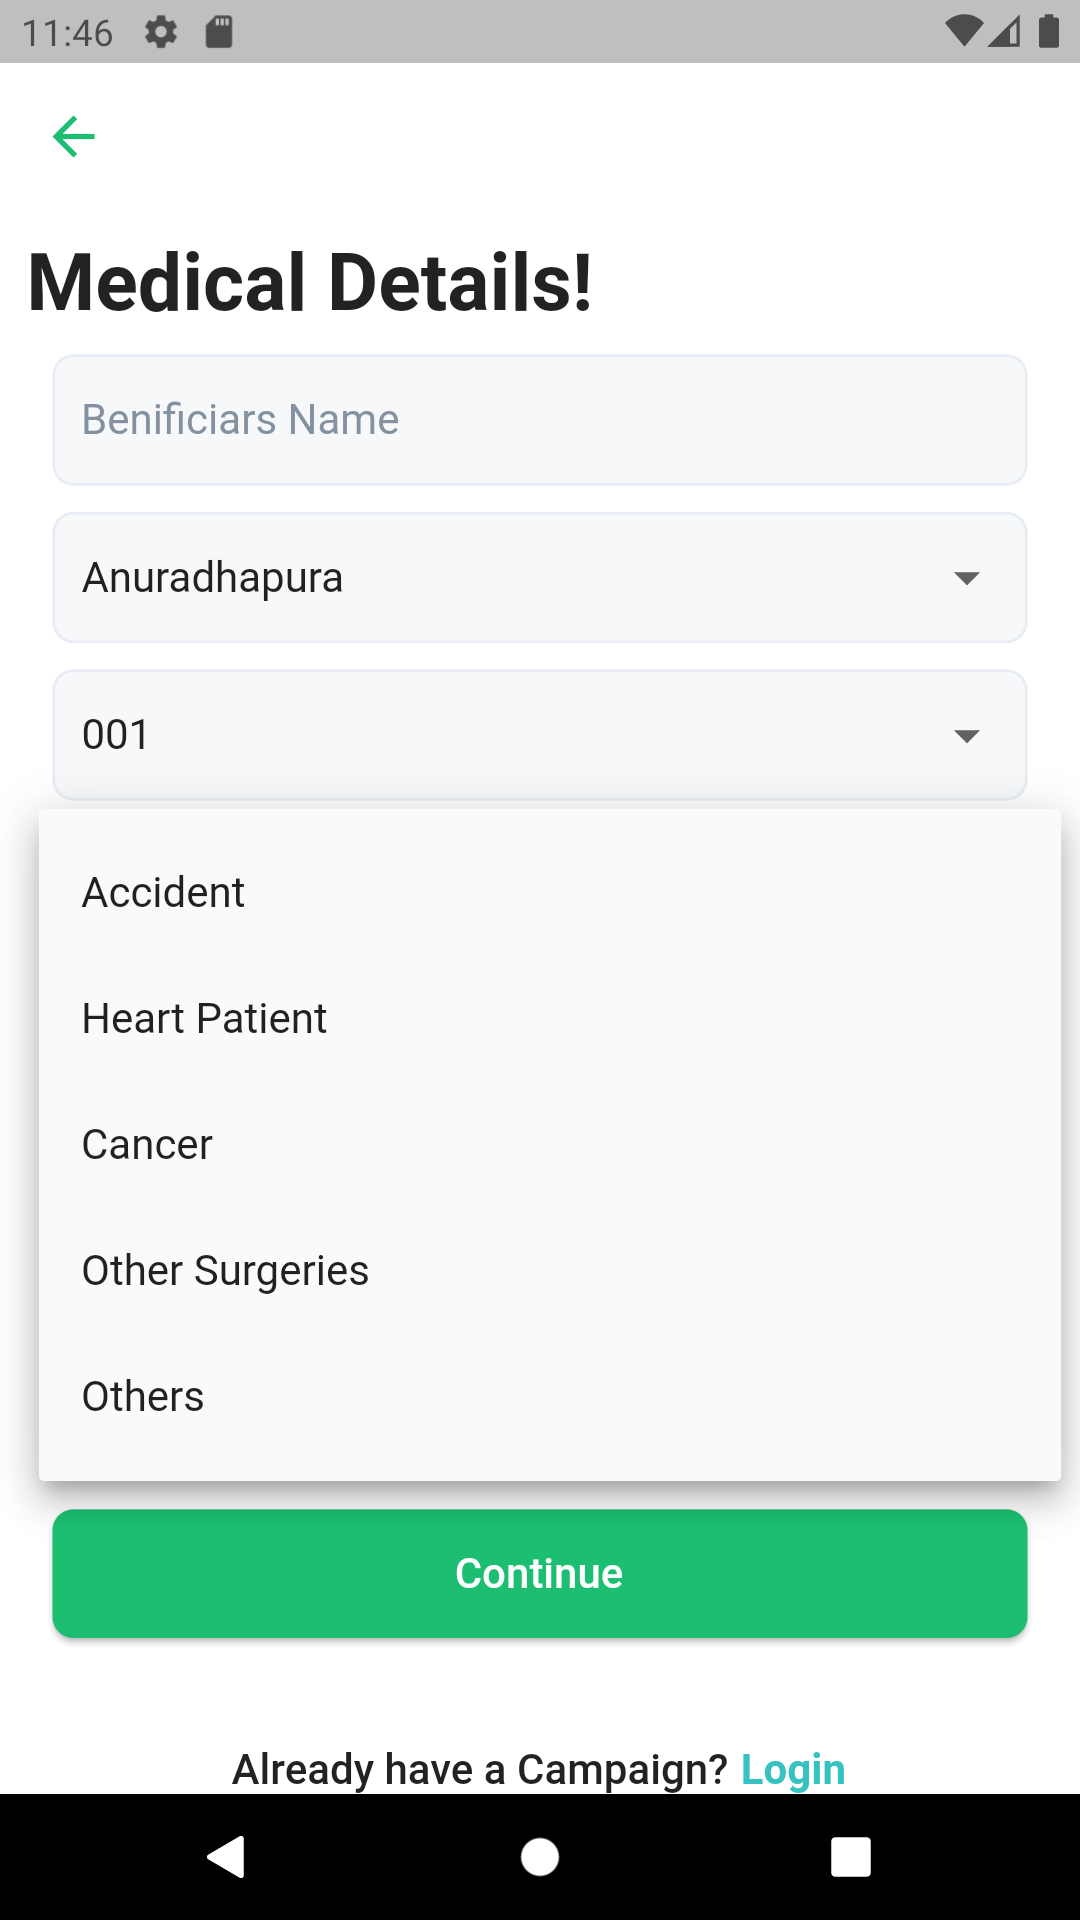 11:46
Medical Details!
Benificiars Name
Anuradhapura
001
Accident
Heart Patient
Cancer
Other Surgeries
Others
Continue
Already have a Campaign? Login